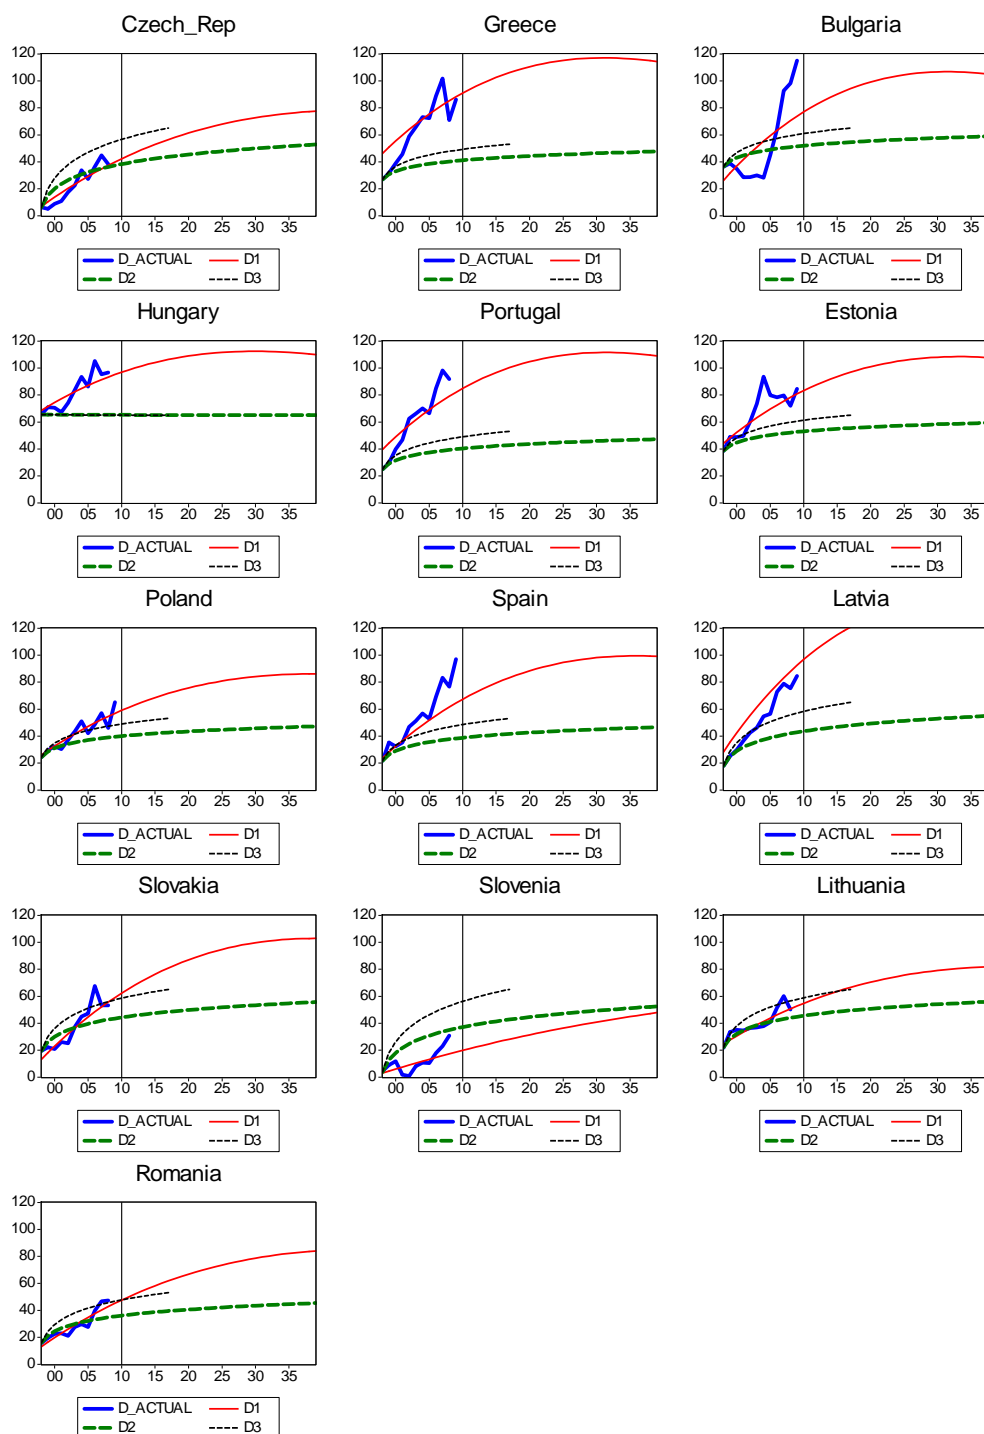 Czech_Rep Greece Bulgaria
120 120 120
100 100 100
80 80 80
60 60 60
40 40 40
20 20 20
0 0 0
00 05 10 15 20 25 30 35 00 05 10 15 20 25 30 35 00 05 10 15 20 25 30 35
D_ACTUAL D1 D_ACTUAL D1 D_ACTUAL D1
D2 D3 D2 D3 D2 D3
Hungary Portugal Estonia
120 120 120
100 100 100
80 80 80
60 60 60
40 40 40
20 20 20
0 0 0
00 05 10 15 20 25 30 35 00 05 10 15 20 25 30 35 00 05 10 15 20 25 30 35
D_ACTUAL D1 D_ACTUAL D1 D_ACTUAL D1
D2 D3 D2 D3 D2 D3
Poland Spain Latvia
120 120 120
100 100 100
80 80 80
60 60 60
40 40 40
20 20 20
0 0 0
00 05 10 15 20 25 30 35 00 05 10 15 20 25 30 35 00 05 10 15 20 25 30 35
D_ACTUAL D1 D_ACTUAL D1 D_ACTUAL D1
D2 D3 D2 D3 D2 D3
Slovakia Slovenia Lithuania
120 120 120
100 100 100
80 80 80
60 60 60
40 40 40
20 20 20
0 0 0
00 05 10 15 20 25 30 35 00 05 10 15 20 25 30 35 00 05 10 15 20 25 30 35
D_ACTUAL D1 D_ACTUAL D1 D_ACTUAL D1
D2 D3 D2 D3 D2 D3
Romania
120
100
80
60
40
20
0
00 05 10 15 20 25 30 35
D_ACTUAL D1
D2 D3